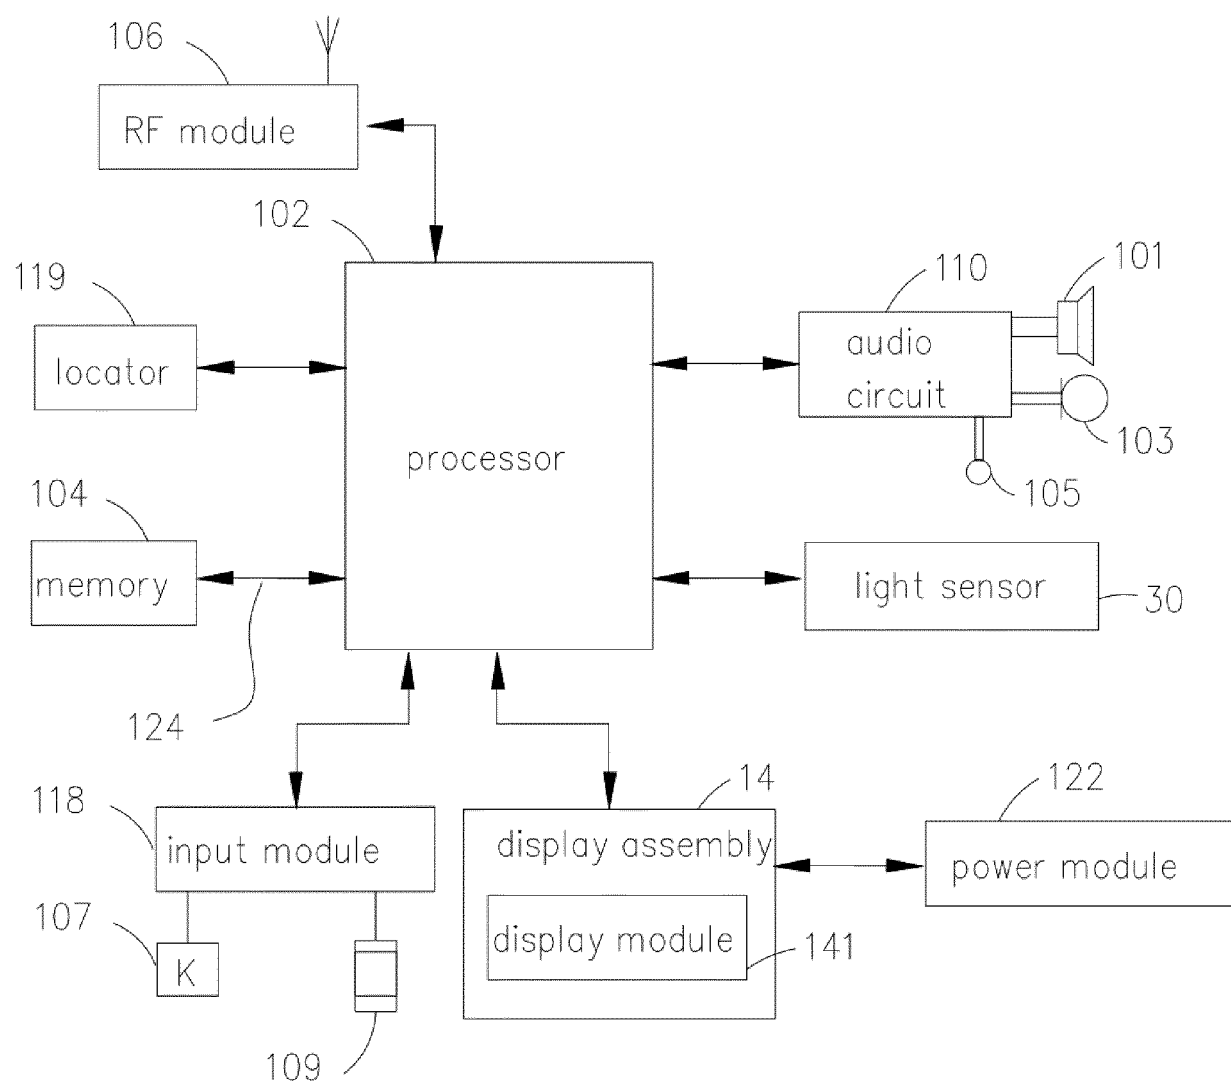 106
RF module
102
119
locator
110
101
audio
circuit
103
105
processor
104
memory
124
light sensor
30
118
input module
107
K
109
14
display assembly
display module
141
122
power module